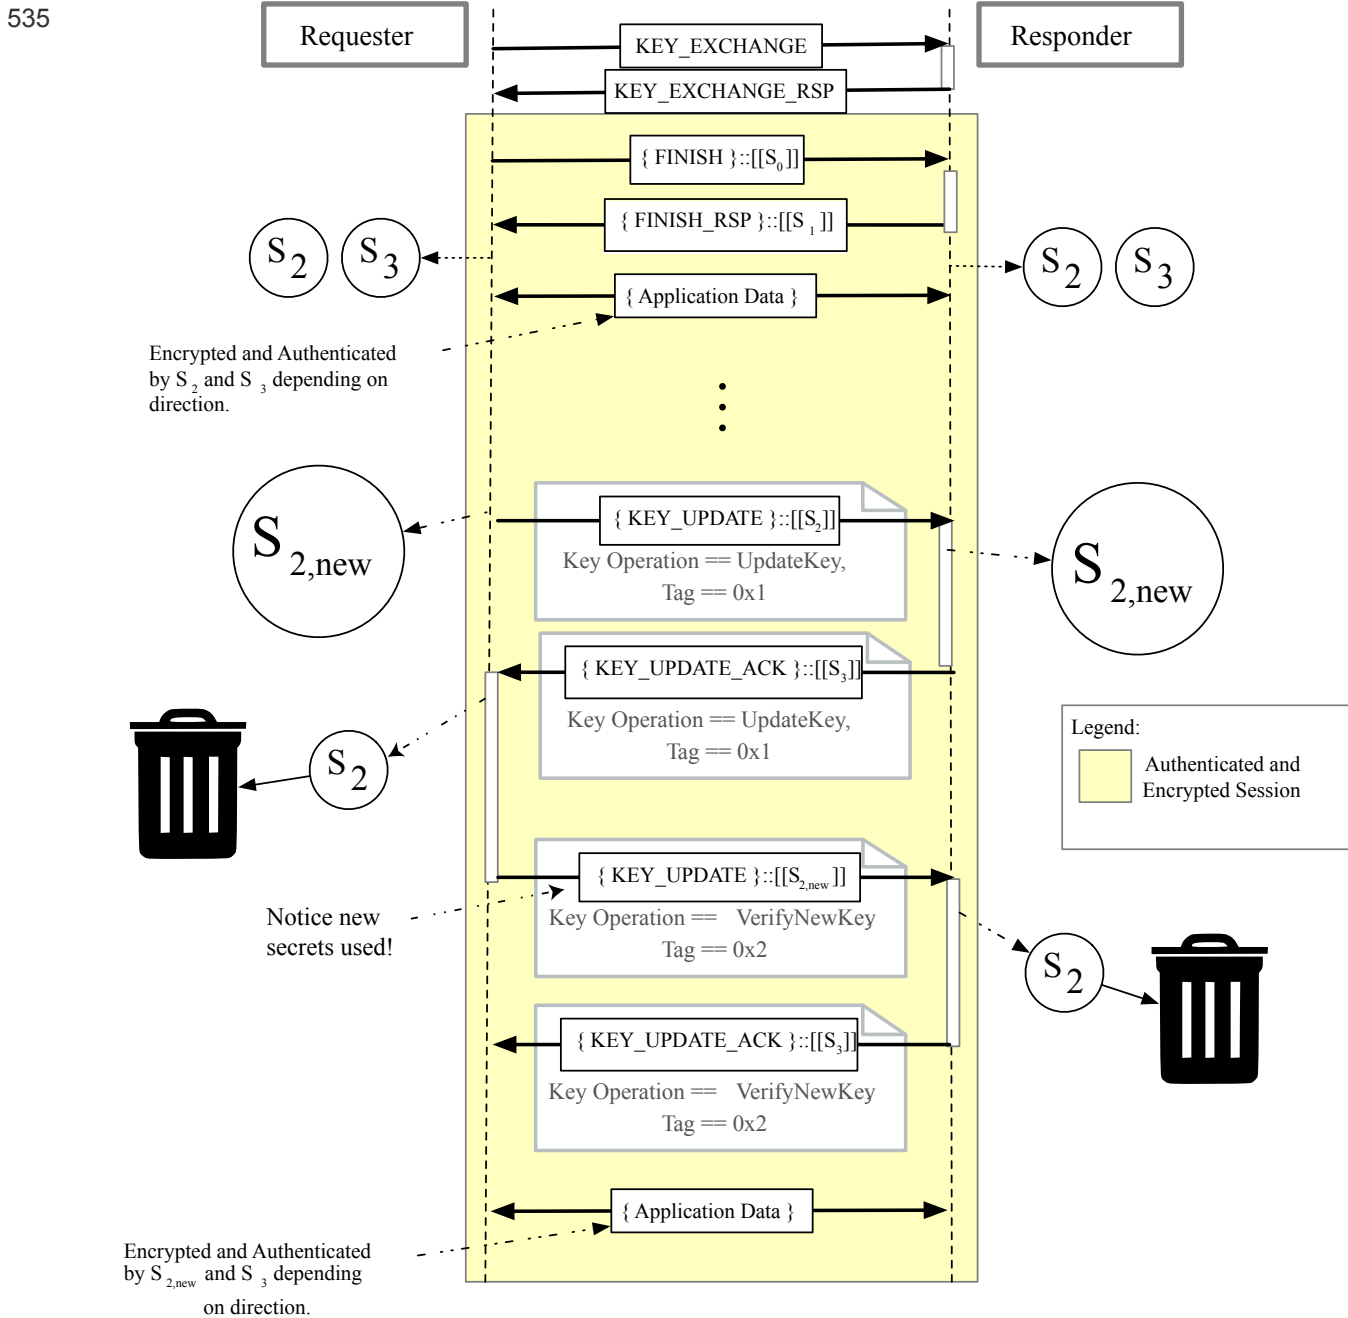 535
Requester
Responder
KEY_EXCHANGE
KEY_EXCHANGE_RSP
{ FINISH }::[[S0]]
{ FINISH_RSP }::[[S1]]
S2 S3
S2 S3
{ Application Data }
Encrypted and Authenticated
by S2 and S3 depending on
direction.
S2,new
{ KEY_UPDATE }::[[S2]]
Key Operation == UpdateKey,
Tag == 0x1
S2,new
{ KEY_UPDATE_ACK }::[[S3]]
Key Operation == UpdateKey,
Tag == 0x1
S2
Legend:
Authenticated and
Encrypted Session
{ KEY_UPDATE }::[[S2,new]]
Key Operation == VerifyNewKey
Tag == 0x2
Notice new
secrets used!
S2
{ KEY_UPDATE_ACK }::[[S3]]
Key Operation == VerifyNewKey
Tag == 0x2
{ Application Data }
Encrypted and Authenticated
by S2,new and S3 depending
on direction.